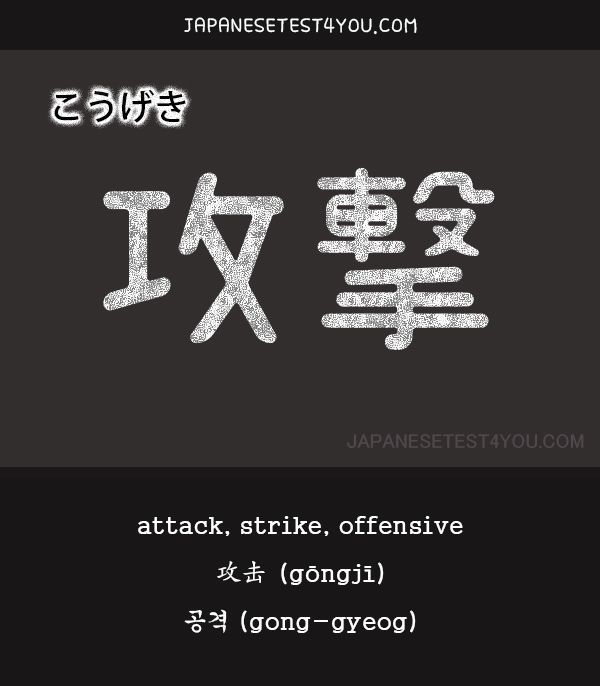 JAPANESETEST4YOU.COM
こうげき
攻撃
JAPANESETEST4YOU.COM
attack, strike, offensive
攻击 (gōngjī)
공격 (gong-gyeog)